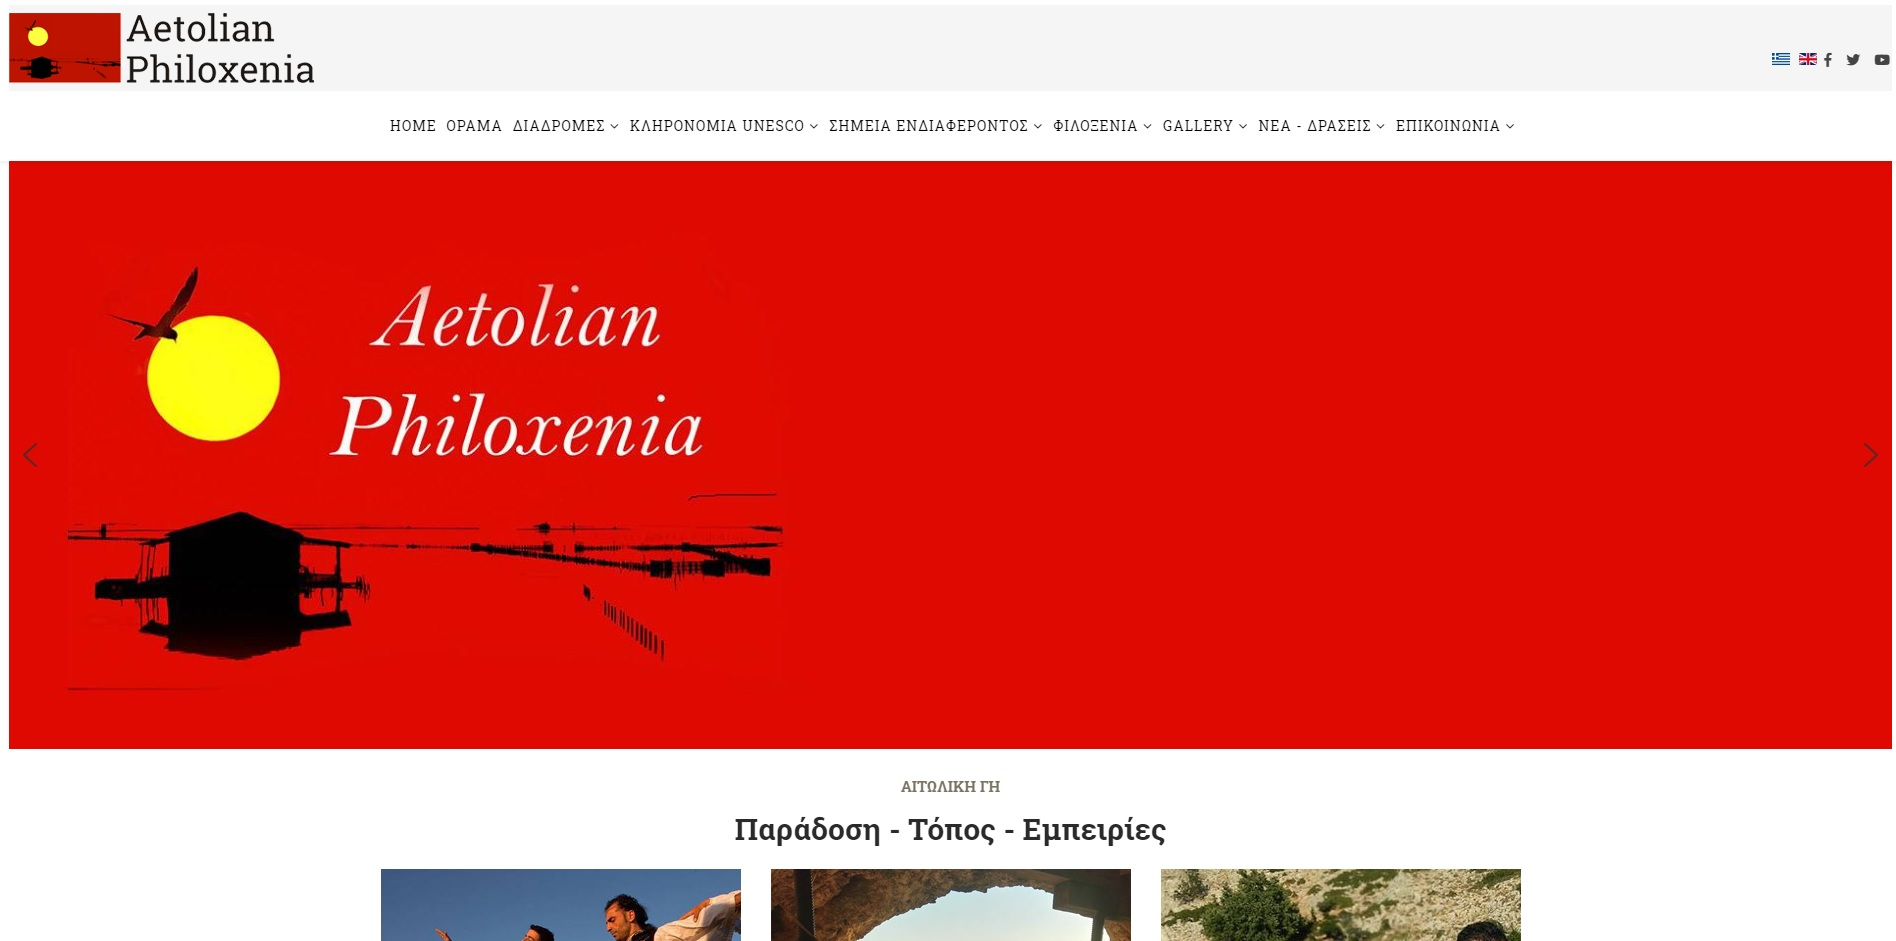 Aetolian
Philoxenia
HOME ΟΡΑΜΑ ΔΙΑΔΡΟΜΕΣ ΚΛΗΡΟΝΟΜΙΑ UNESCO ΣΗΜΕΙΑ ΕΝΔΙΑΦΕΡΟΝΤΟΣ ΦΙΛΟΞΕΝΙΑ GALLERY ΝΕΑ - ΔΡΑΣΕΙΣ ΕΠΙΚΟΙΝΩΝΙΑ
Aetolian
Philoxenia
ΑΙΤΩΛΙΚΗ ΓΗ
Παράδοση - Τόπος - Εμπειρίες